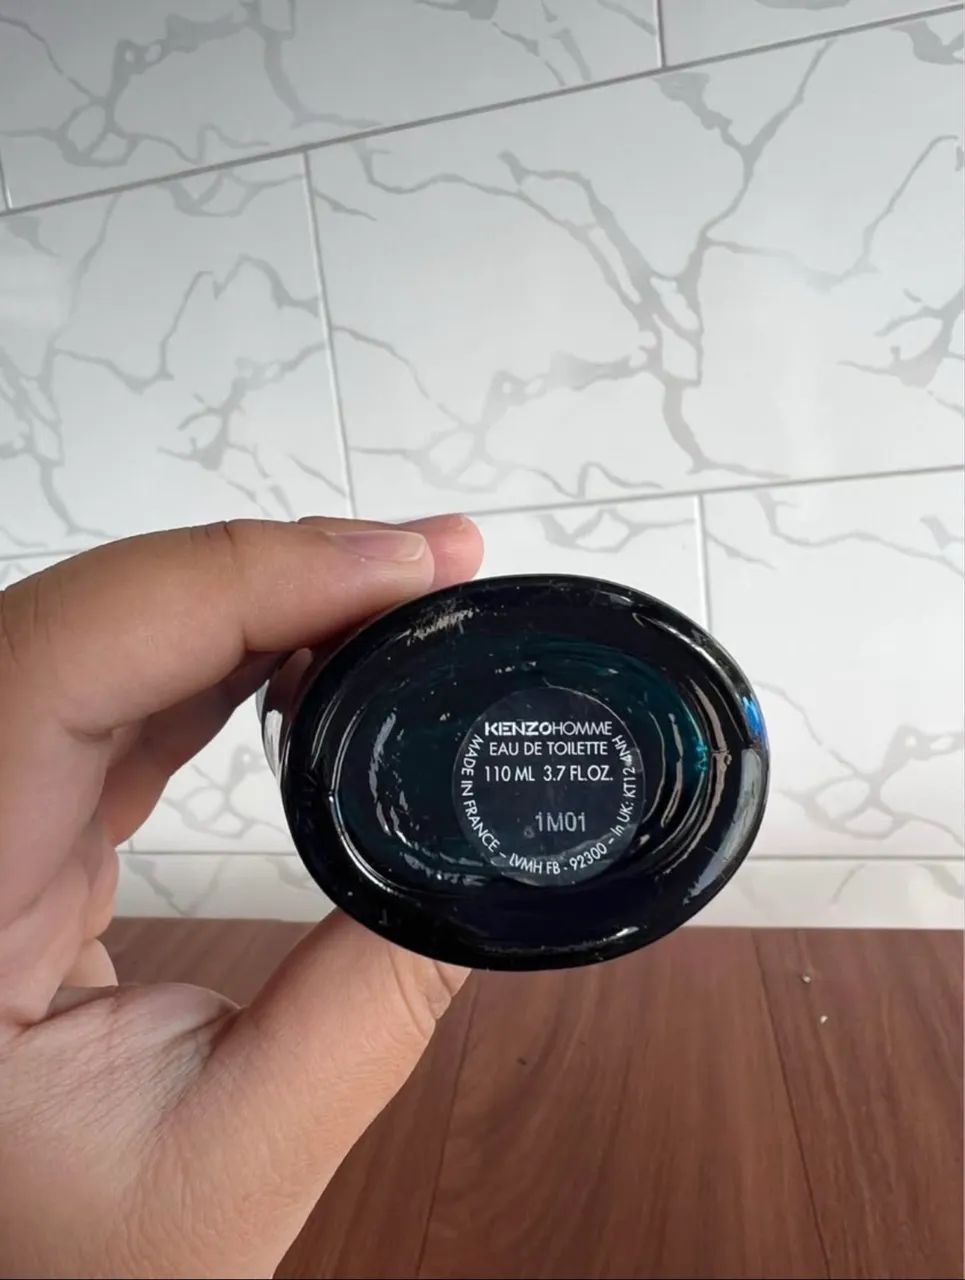 KENZOHOMME
EAU DE TOILETTE
110 ML 3.7 FL.OZ.
1M01
MADE IN FRANCE – LVMH FB - 92300 – In UK: KT12 4NH